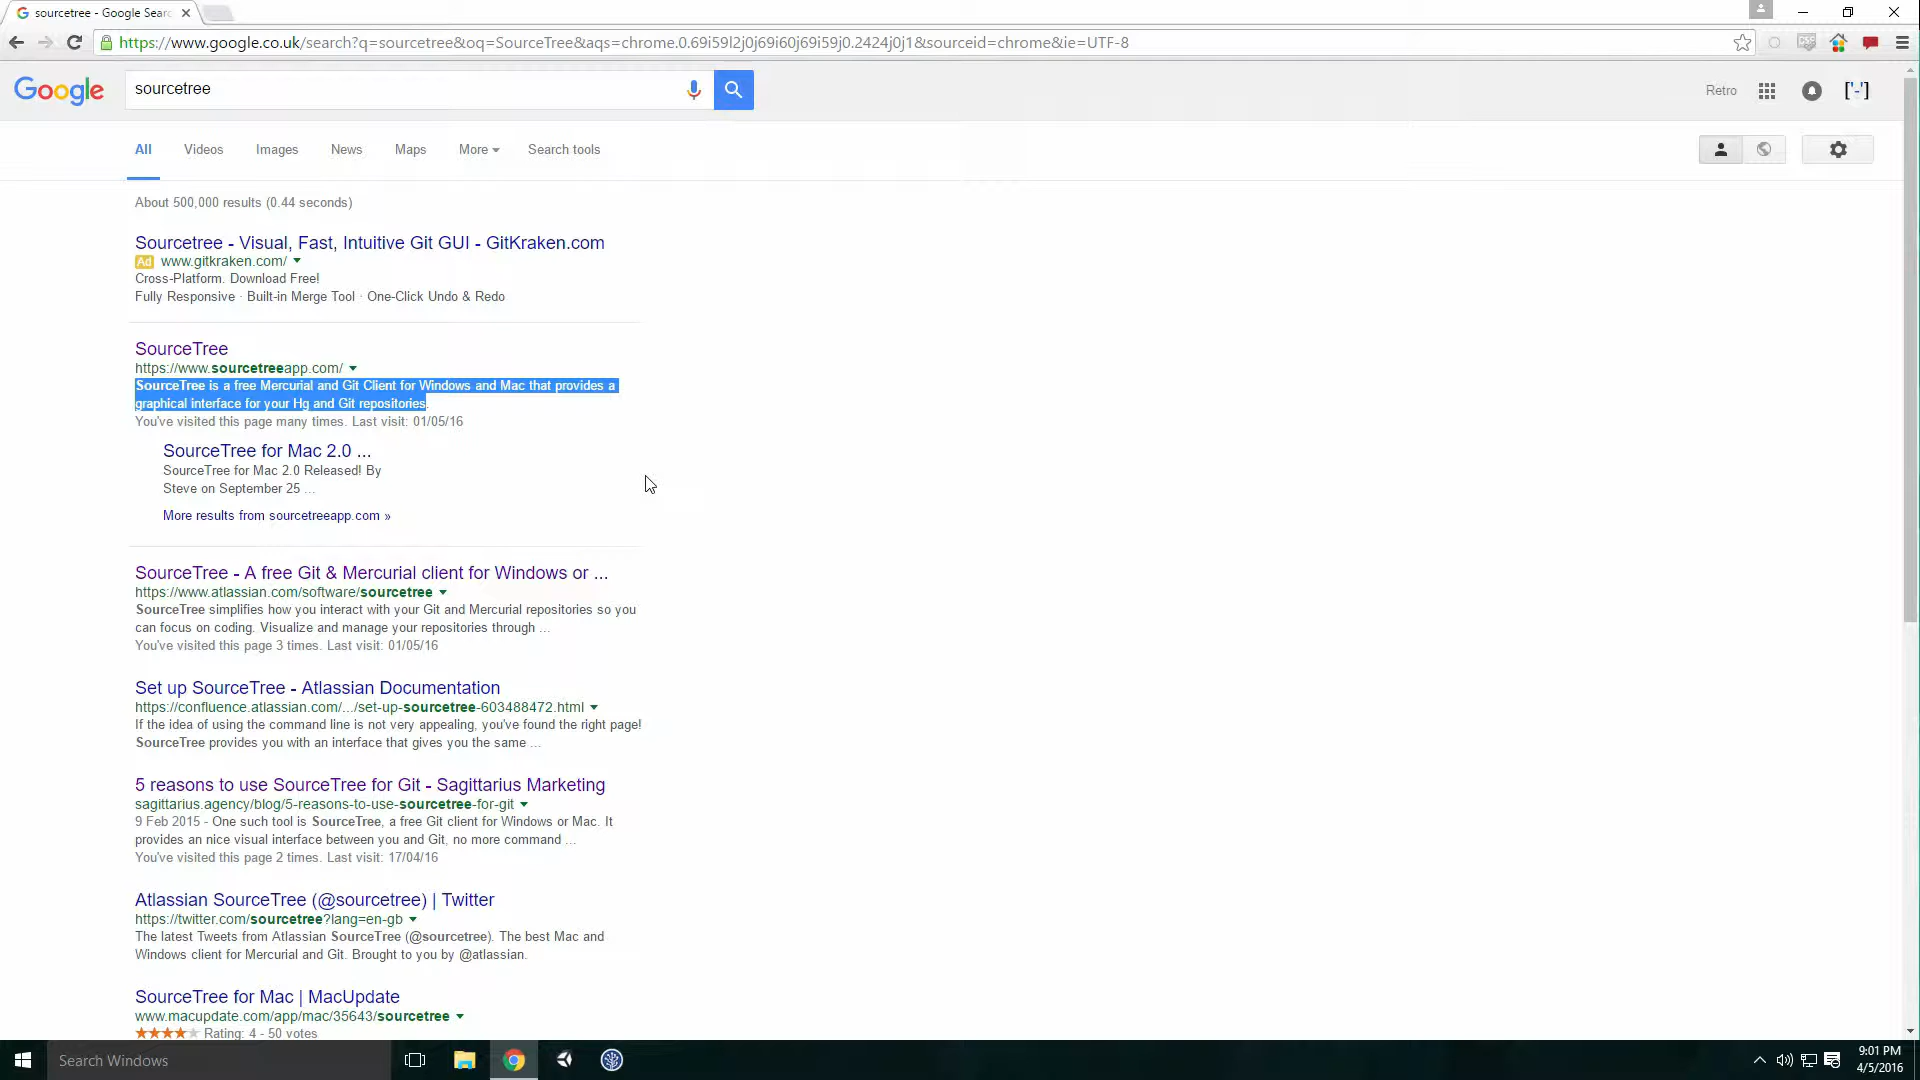 sourcetree - Google Sear
https://www.google.co.uk/search?q=sourcetree&oq=SourceTree&aqs=chrome.0.69i59l2j0j69i60j69i59j0.2424j0j1&sourceid=chrome&ie=UTF-8
Google
sourcetree
Retro
['-']
All
Videos
Images
News
Maps
More
Search tools
About 500,000 results (0.44 seconds)
Sourcetree - Visual, Fast, Intuitive Git GUI - GitKraken.com
Ad www.gitkraken.com/
Cross-Platform. Download Free!
Fully Responsive · Built-in Merge Tool · One-Click Undo & Redo
SourceTree
https://www.sourcetreeapp.com/
SourceTree is a free Mercurial and Git Client for Windows and Mac that provides a
graphical interface for your Hg and Git repositories.
You've visited this page many times. Last visit: 01/05/16
SourceTree for Mac 2.0 ...
SourceTree for Mac 2.0 Released! By
Steve on September 25 ...
More results from sourcetreeapp.com »
SourceTree - A free Git & Mercurial client for Windows or ...
https://www.atlassian.com/software/sourcetree
SourceTree simplifies how you interact with your Git and Mercurial repositories so you
can focus on coding. Visualize and manage your repositories through ...
You've visited this page 3 times. Last visit: 01/05/16
Set up SourceTree - Atlassian Documentation
https://confluence.atlassian.com/.../set-up-sourcetree-603488472.html
If the idea of using the command line is not very appealing, you've found the right page!
SourceTree provides you with an interface that gives you the same ...
5 reasons to use SourceTree for Git - Sagittarius Marketing
sagittarius.agency/blog/5-reasons-to-use-sourcetree-for-git
9 Feb 2015 - One such tool is SourceTree, a free Git client for Windows or Mac. It
provides an nice visual interface between you and Git, no more command ...
You've visited this page 2 times. Last visit: 17/04/16
Atlassian SourceTree (@sourcetree) | Twitter
https://twitter.com/sourcetree?lang=en-gb
The latest Tweets from Atlassian SourceTree (@sourcetree). The best Mac and
Windows client for Mercurial and Git. Brought to you by @atlassian.
SourceTree for Mac | MacUpdate
www.macupdate.com/app/mac/35643/sourcetree
Rating: 4 - 50 votes
Search Windows
9:01 PM
4/5/2016